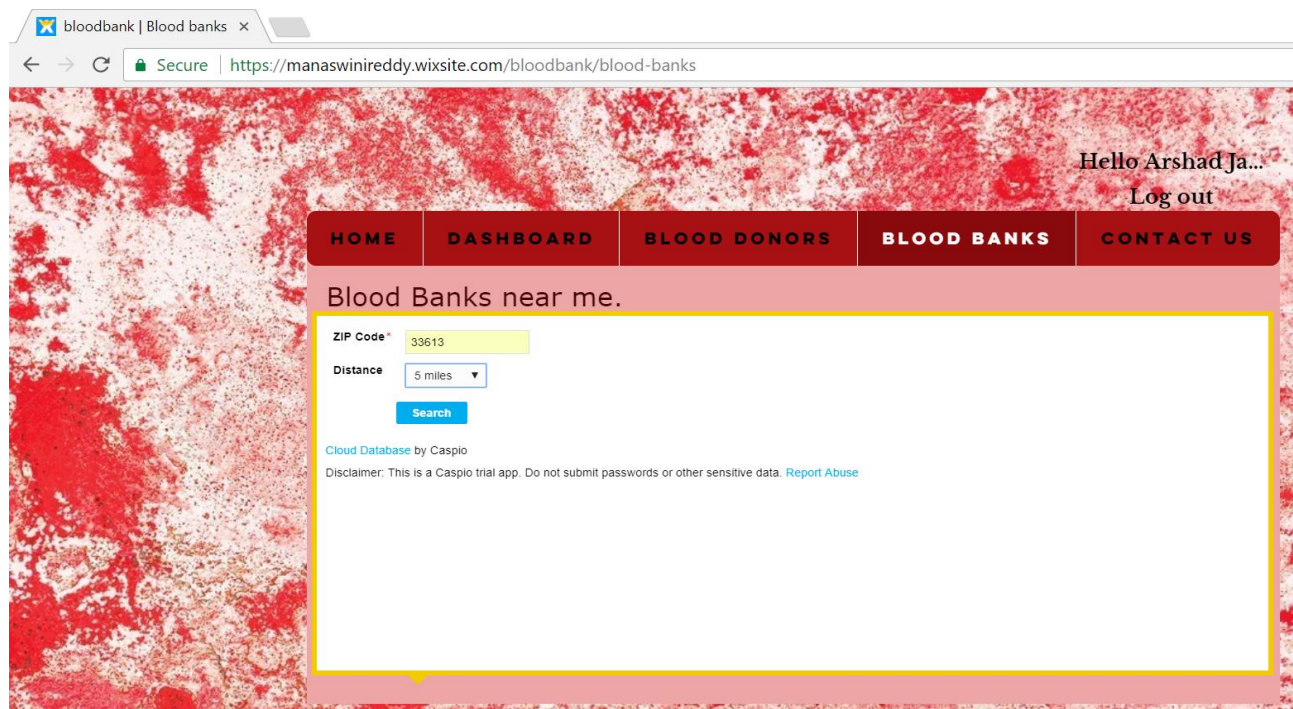 bloodbank | Blood banks ×
Secure | https://manaswinireddy.wixsite.com/bloodbank/blood-banks
Hello Arshad Ja...
Log out
HOME DASHBOARD BLOOD DONORS BLOOD BANKS CONTACT US
Blood Banks near me.
ZIP Code* 33613
Distance 5 miles ▼
Search
Cloud Database by Caspio
Disclaimer: This is a Caspio trial app. Do not submit passwords or other sensitive data. Report Abuse